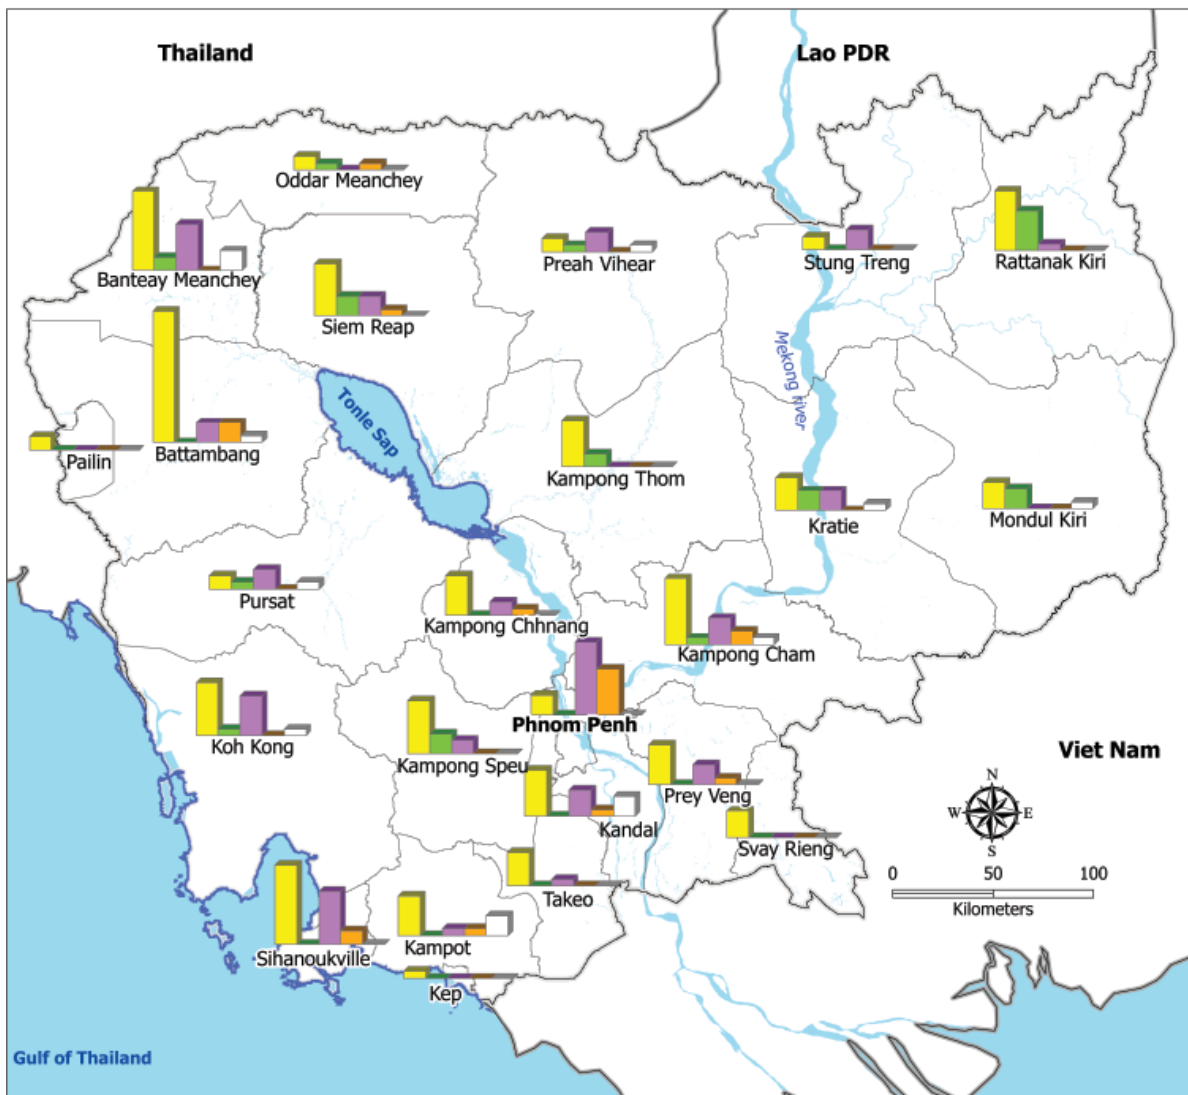 Thailand
Lao PDR
Oddar Meanchey
Banteay Meanchey
Preah Vihear
Stung Treng
Rattanak Kiri
Siem Reap
Mekong river
Tonle Sap
Battambang
Pailin
Kampong Thom
Kratie
Mondul Kiri
Pursat
Kampong Chhnang
Kampong Cham
Phnom Penh
Koh Kong
Kampong Speu
Viet Nam
Prey Veng
Kandal
Svay Rieng
N
W E
S
0 50 100
Kilometers
Takeo
Kampot
Sihanoukville
Kep
Gulf of Thailand